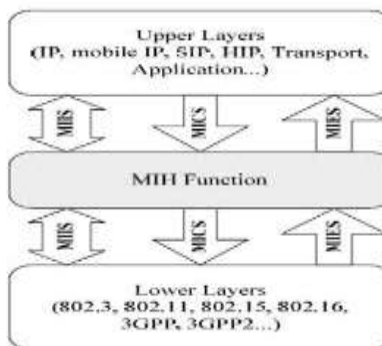 Upper Layers
(IP, mobile IP, SIP, HIP, Transport,
Application...)
MIIS MICS MIES
MIH Function
MIIS MICS MIES
Lower Layers
(802.3, 802.11, 802.15, 802.16,
3GPP, 3GPP2...)